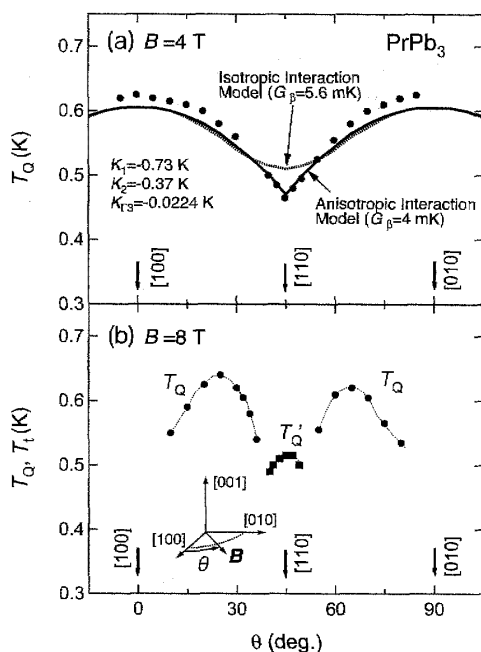 0.7
(a) B=4 T
PrPb3
Isotropic Interaction
Model (Gβ=5.6 mK)
0.6
TQ (K)
0.5
K1=-0.73 K
K2=-0.37 K
KΓ3=-0.0224 K
Anisotropic Interaction
Model (Gβ=4 mK)
0.4
[100]
[110]
[010]
0.3
(b) B=8 T
TQ
TQ
0.6
TQ, Tt(K)
TQ'
0.5
[001]
[010]
[100]
B
θ
0.4
[100]
[110]
[010]
0.3
0
30
60
90
θ (deg.)